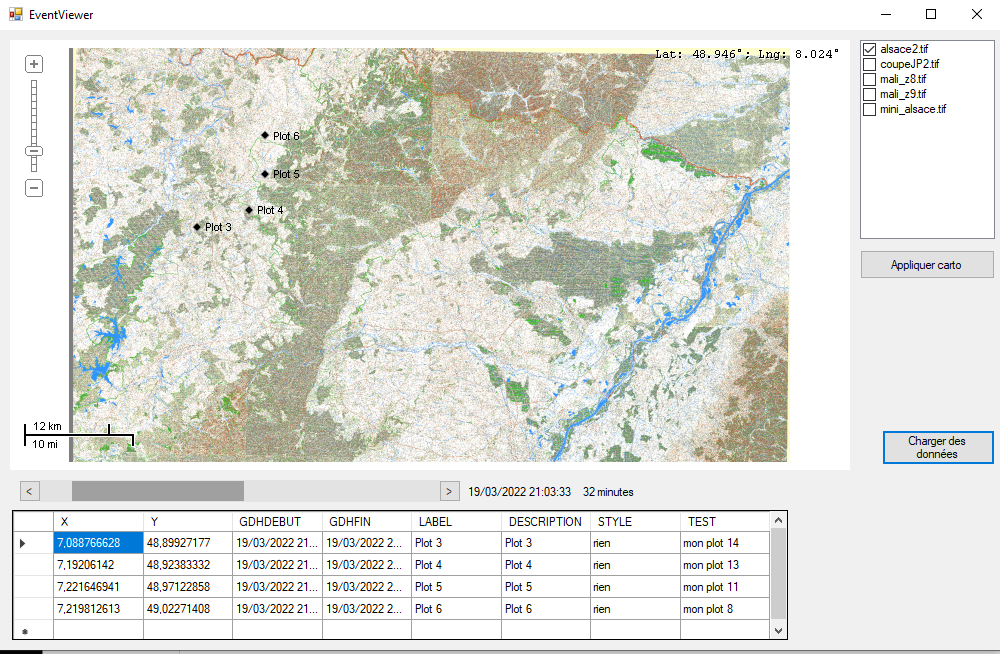 EventViewer
Lat: 48.946°; Lng: 8.024°
alsace2.tif
coupeJP2.tif
mali_z8.tif
mali_z9.tif
mini_alsace.tif
Plot 6
Plot 5
Plot 4
Plot 3
Appliquer carto
12 km
10 mi
Charger des
données
19/03/2022 21:03:33 32 minutes
X Y GDHDEBUT GDHFIN LABEL DESCRIPTION STYLE TEST
7,088766628 48,89927177 19/03/2022 21... 19/03/2022 2... Plot 3 Plot 3 rien mon plot 14
7,19206142 48,92383332 19/03/2022 21... 19/03/2022 2... Plot 4 Plot 4 rien mon plot 13
7,221646941 48,97122858 19/03/2022 21... 19/03/2022 2... Plot 5 Plot 5 rien mon plot 11
7,219812613 49,02271408 19/03/2022 21... 19/03/2022 2... Plot 6 Plot 6 rien mon plot 8